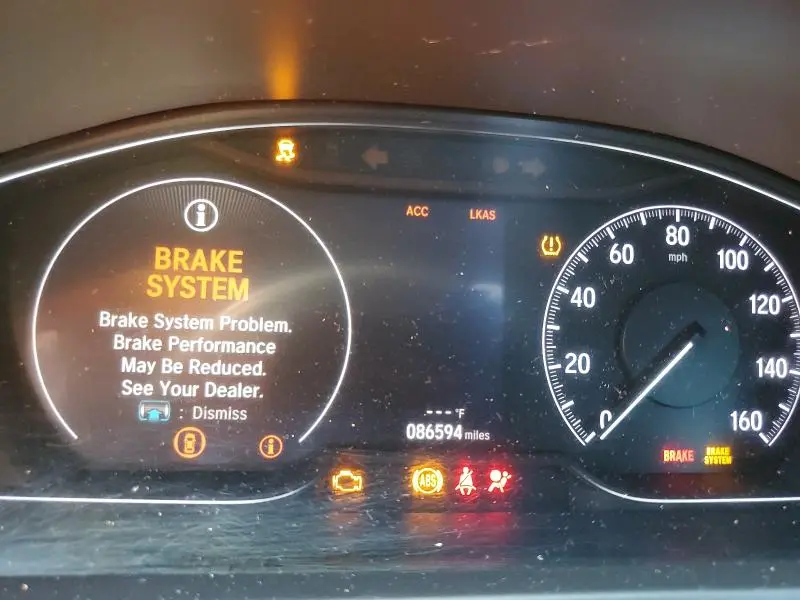 ACC
LKAS
BRAKE
SYSTEM
Brake System Problem.
Brake Performance
May Be Reduced.
See Your Dealer.
: Dismiss
---°F
086594 miles
ABS
0
20
40
60
80
100
120
140
160
mph
BRAKE
BRAKE
SYSTEM